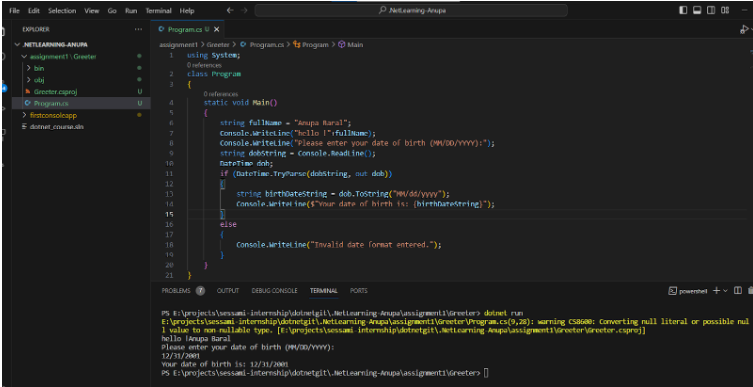 File Edit Selection View Go Run Terminal Help
.NetLearning-Anupa
EXPLORER
Program.cs U
.NETLEARNING-ANUPA
assignment1 \ Greeter
bin
obj
Greeter.csproj U
Program.cs U
firstconsoleapp
dotnet_course.sln
assignment1 > Greeter > Program.cs > Program > Main
1 using System;
0 references
2 class Program
3 {
0 references
4 static void Main()
5 {
6 string fullName = "Anupa Baral";
7 Console.WriteLine("hello !"+fullName);
8 Console.WriteLine("Please enter your date of birth (MM/DD/YYYY):");
9 string dobString = Console.ReadLine();
10 DateTime dob;
11 if (DateTime.TryParse(dobString, out dob))
12 {
13 string birthDateString = dob.ToString("MM/dd/yyyy");
14 Console.WriteLine($"Your date of birth is: {birthDateString}");
15 }
16 else
17 {
18 Console.WriteLine("Invalid date format entered.");
19 }
20 }
21 }
PROBLEMS 7 OUTPUT DEBUG CONSOLE TERMINAL PORTS
powershell
PS E:\projects\sessami-internship\dotnetgit\.NetLearning-Anupa\assignment1\Greeter> dotnet run
E:\projects\sessami-internship\dotnetgit\.NetLearning-Anupa\assignment1\Greeter\Program.cs(9,28): warning CS8600: Converting null literal or possible nul
l value to non-nullable type. [E:\projects\sessami-internship\dotnetgit\.NetLearning-Anupa\assignment1\Greeter\Greeter.csproj]
hello !Anupa Baral
Please enter your date of birth (MM/DD/YYYY):
12/31/2001
Your date of birth is: 12/31/2001
PS E:\projects\sessami-internship\dotnetgit\.NetLearning-Anupa\assignment1\Greeter>